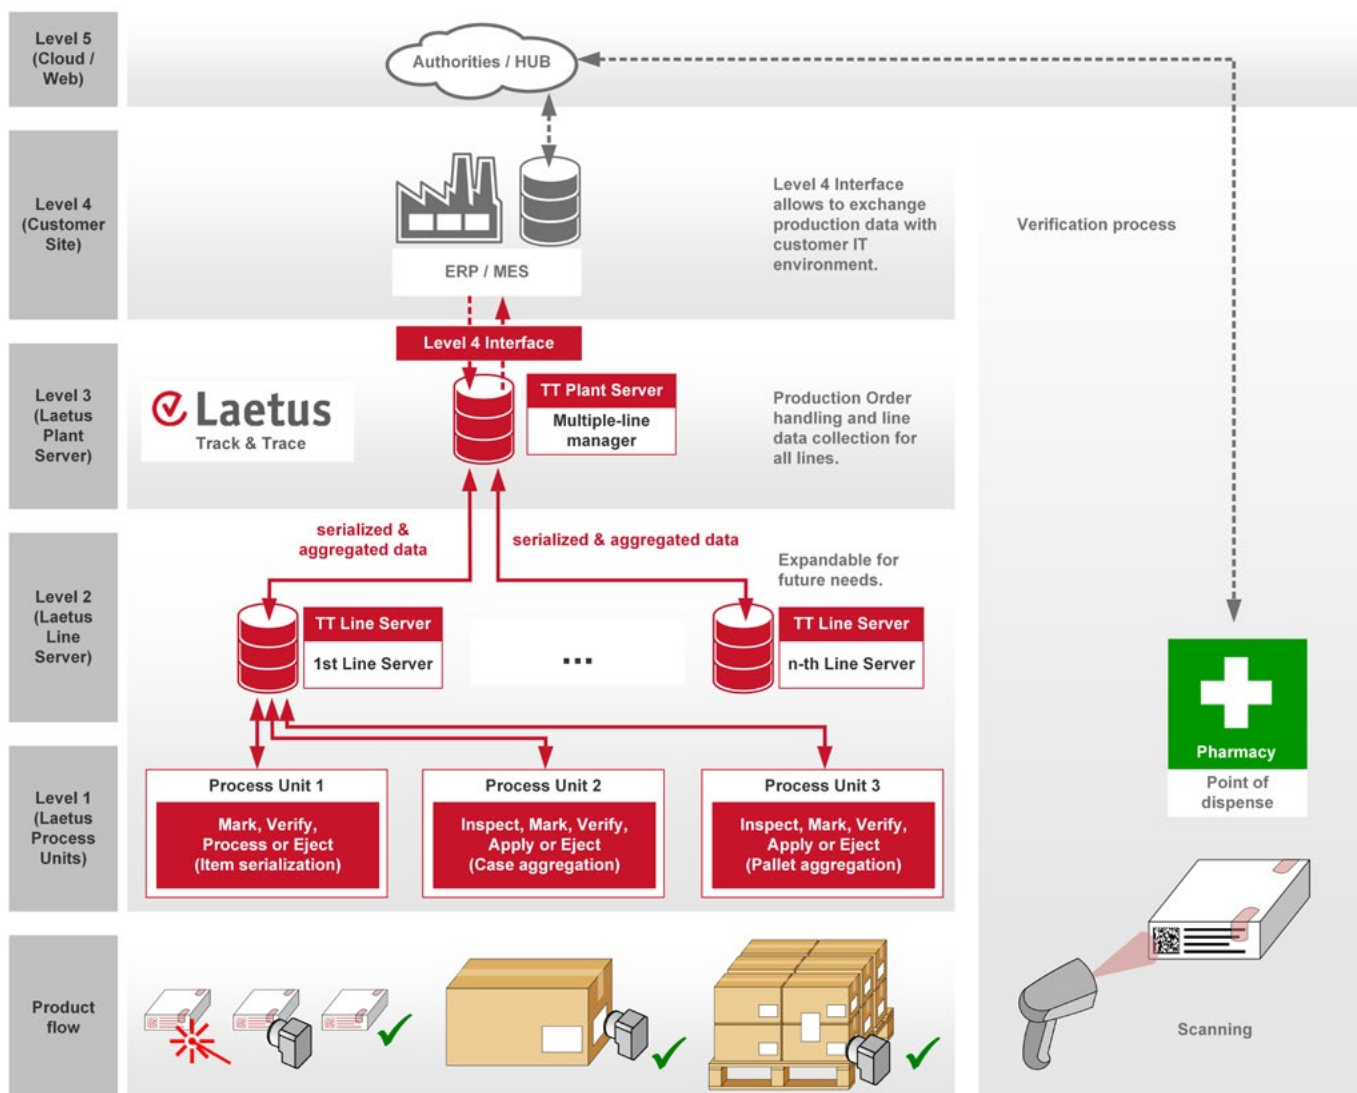 Level 5
(Cloud /
Web)
Authorities / HUB
Level 4
(Customer
Site)
ERP / MES
Level 4 Interface
allows to exchange
production data with
customer IT
environment.
Verification process
Level 4 Interface
Level 3
(Laetus
Plant
Server)
Laetus
Track & Trace
TT Plant Server
Multiple-line
manager
Production Order
handling and line
data collection for
all lines.
serialized &
aggregated data
serialized & aggregated data
Expandable for
future needs.
Level 2
(Laetus
Line
Server)
TT Line Server
1st Line Server
...
TT Line Server
n-th Line Server
Pharmacy
Point of
dispense
Level 1
(Laetus
Process
Units)
Process Unit 1
Mark, Verify,
Process or Eject
(Item serialization)
Process Unit 2
Inspect, Mark, Verify,
Apply or Eject
(Case aggregation)
Process Unit 3
Inspect, Mark, Verify,
Apply or Eject
(Pallet aggregation)
Product
flow
Scanning